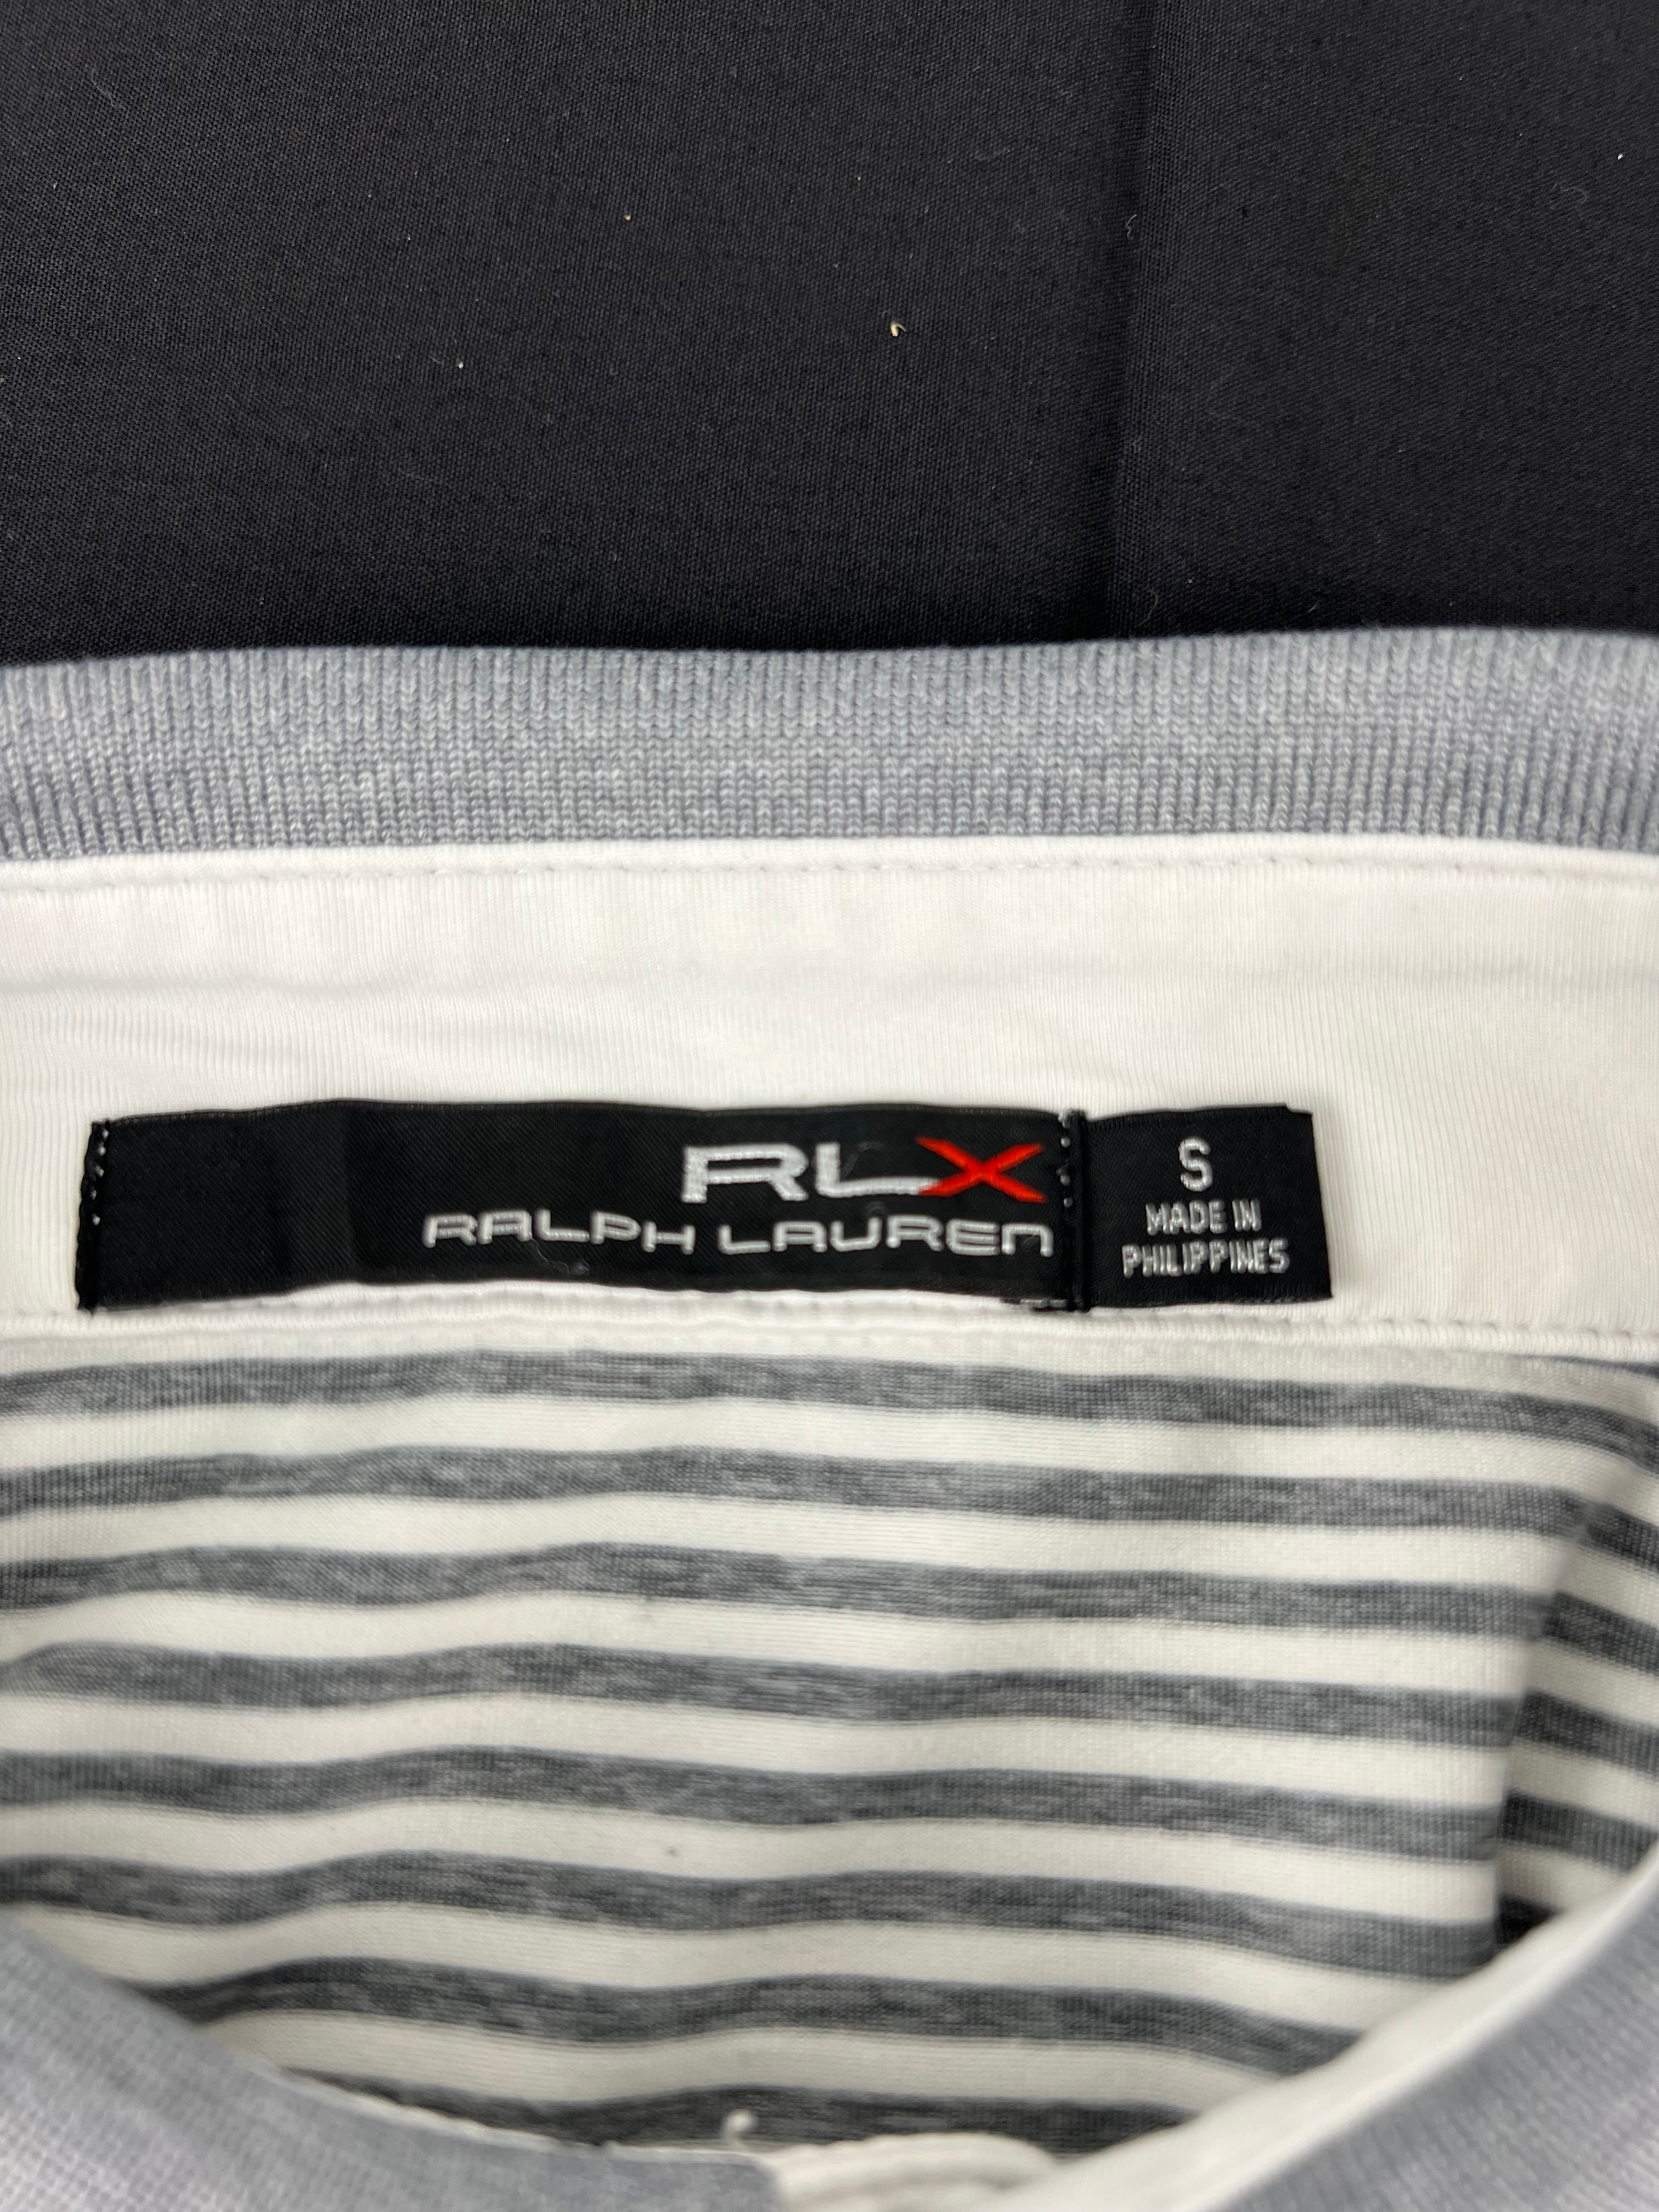 RLX
RALPH LAUREN
S
MADE IN
PHILIPPINES